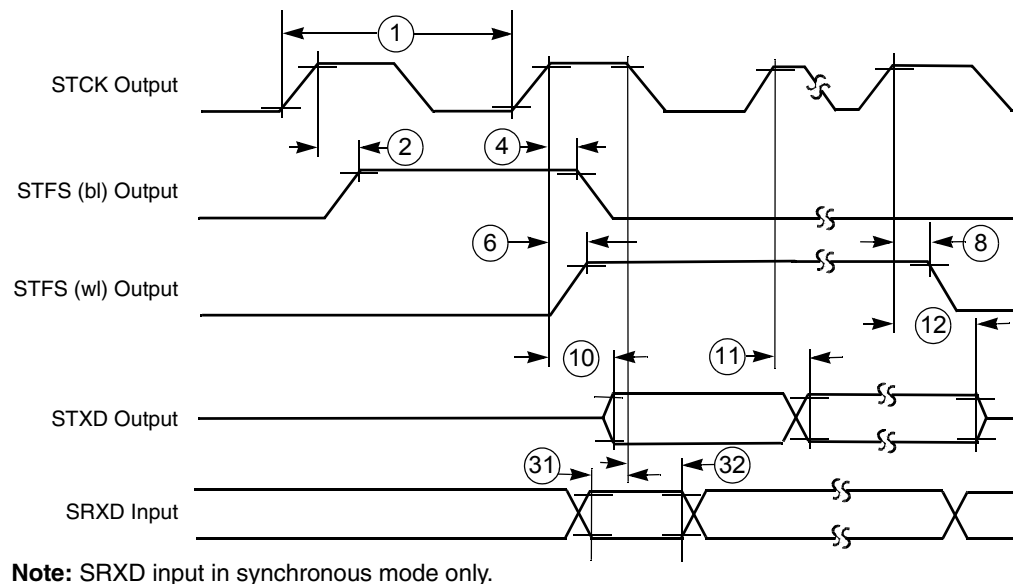 1
STCK Output
2
4
STFS (bl) Output
6
8
STFS (wl) Output
12
10
11
STXD Output
31
32
SRXD Input
Note: SRXD input in synchronous mode only.